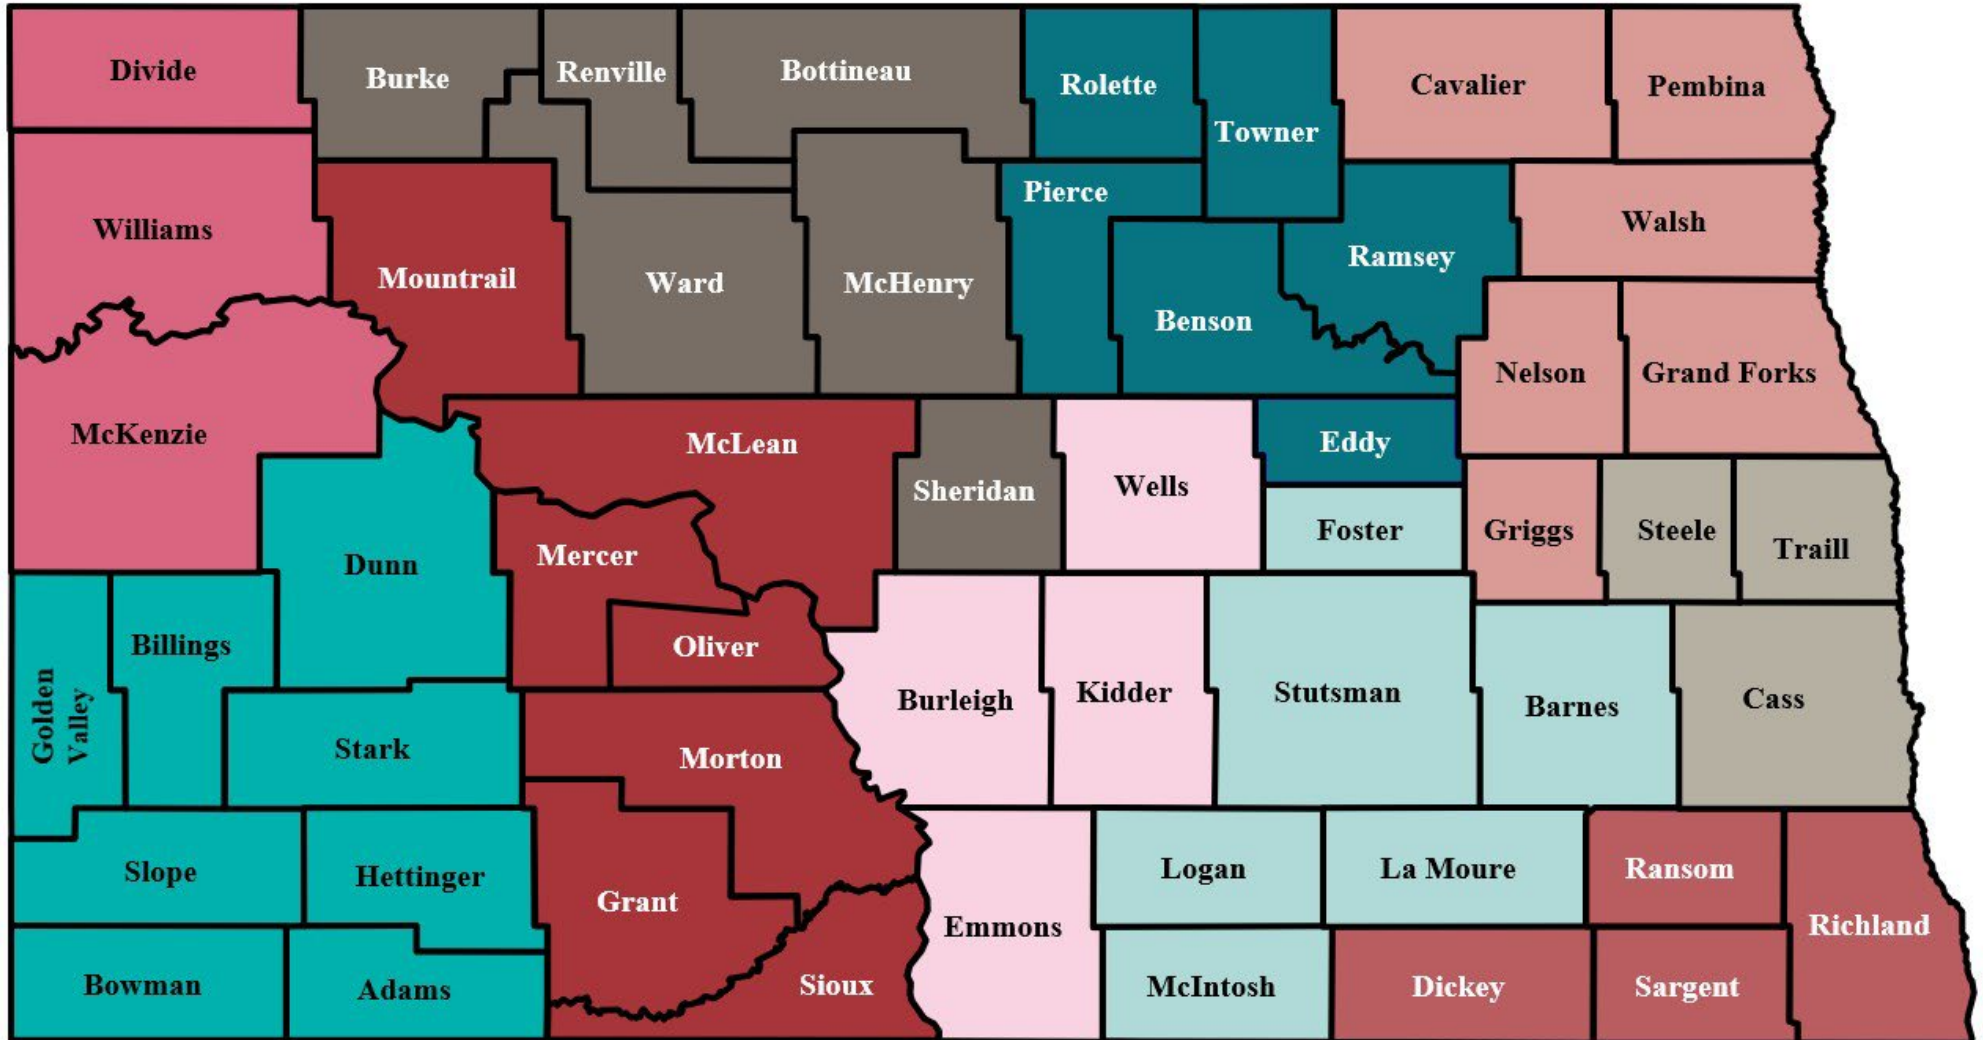 Divide
Burke
Renville
Bottineau
Rolette
Towner
Cavalier
Pembina
Williams
Mountrail
Ward
McHenry
Pierce
Benson
Ramsey
Walsh
Nelson
Grand Forks
McKenzie
McLean
Sheridan
Wells
Eddy
Foster
Griggs
Steele
Traill
Dunn
Mercer
Oliver
Golden
Valley
Billings
Stark
Morton
Burleigh
Kidder
Stutsman
Barnes
Cass
Slope
Hettinger
Grant
Emmons
Logan
La Moure
Ransom
Richland
Bowman
Adams
Sioux
McIntosh
Dickey
Sargent